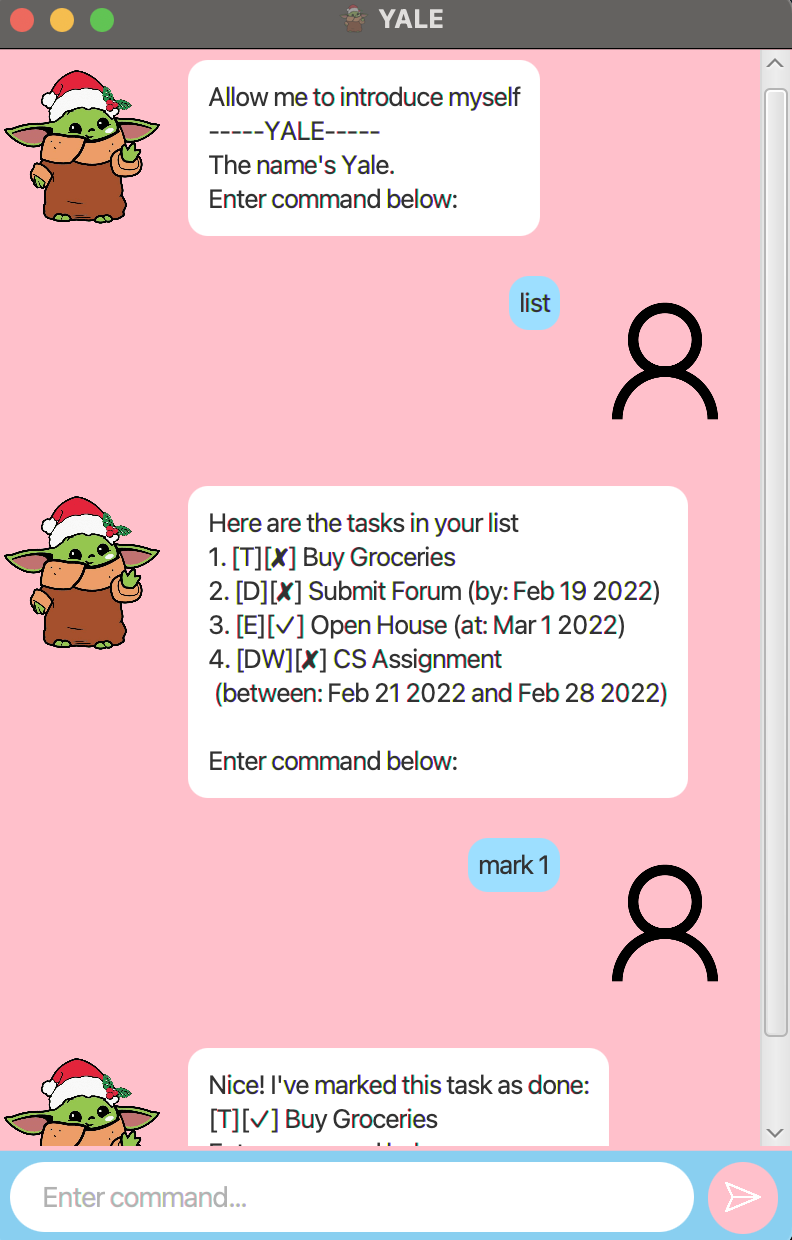 YALE
Allow me to introduce myself
-----YALE-----
The name's Yale.
Enter command below:
list
Here are the tasks in your list
1. [T][✘] Buy Groceries
2. [D][✘] Submit Forum (by: Feb 19 2022)
3. [E][✓] Open House (at: Mar 1 2022)
4. [DW][✘] CS Assignment
(between: Feb 21 2022 and Feb 28 2022)
Enter command below:
mark 1
Nice! I've marked this task as done:
[T][✓] Buy Groceries
Enter command...